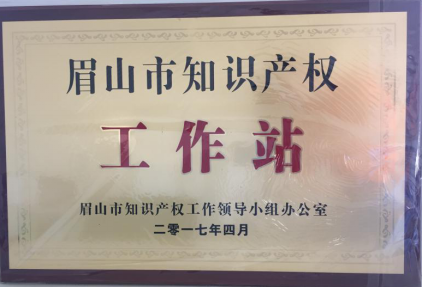 眉山市知识产权
工作站
眉山市知识产权工作领导小组办公室
二零一七年四月